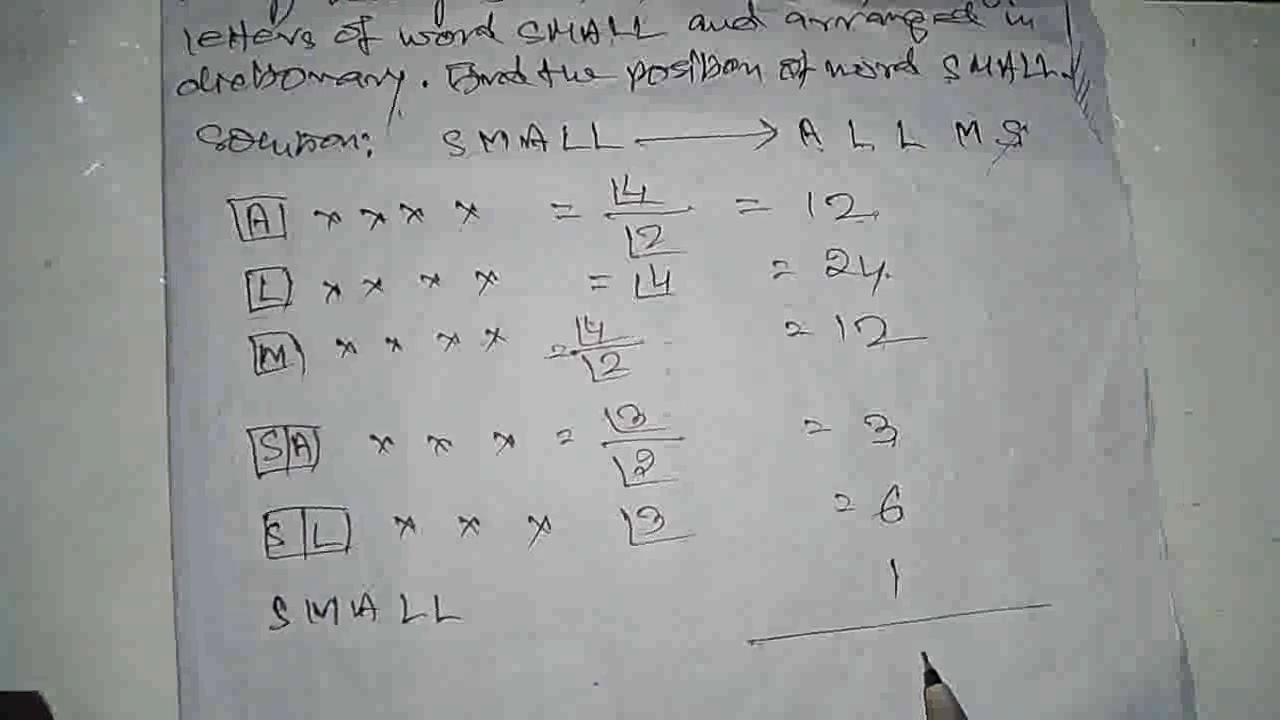 letters of word SMALL and arranged in
dictionary. Find the position of word SMALL.
Solution: SMALL ⟶ A L L M S
A × × × × = |4 / |2 = 12
L × × × × = |4 = 24
M × × × × = |4 / |2 = 12
S A × × × = |3 / |2 = 3
S L × × × |3 = 6
SMALL 1